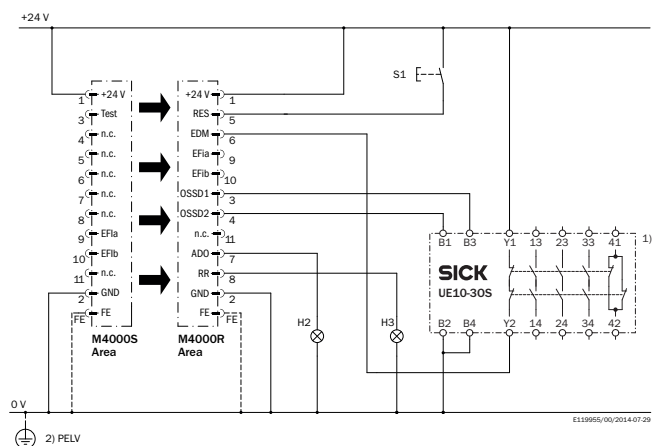 +24 V
S1
1 +24 V
3 Test
4 n.c.
5 n.c.
6 n.c.
7 n.c.
8 n.c.
9 EFIa
10 EFIb
11 n.c.
2 GND
FE FE
M4000S
Area
+24 V 1
RES 5
EDM 6
EFia 9
EFib 10
OSSD1 3
OSSD2 4
n.c. 11
ADO 7
RR 8
GND 2
FE FE
M4000R
Area
H2
H3
B1 B3 Y1 13 23 33 41
1)
SICK
UE10-30S
B2 B4 Y2 14 24 34 42
0 V
E119955/00/2014-07-29
2) PELV